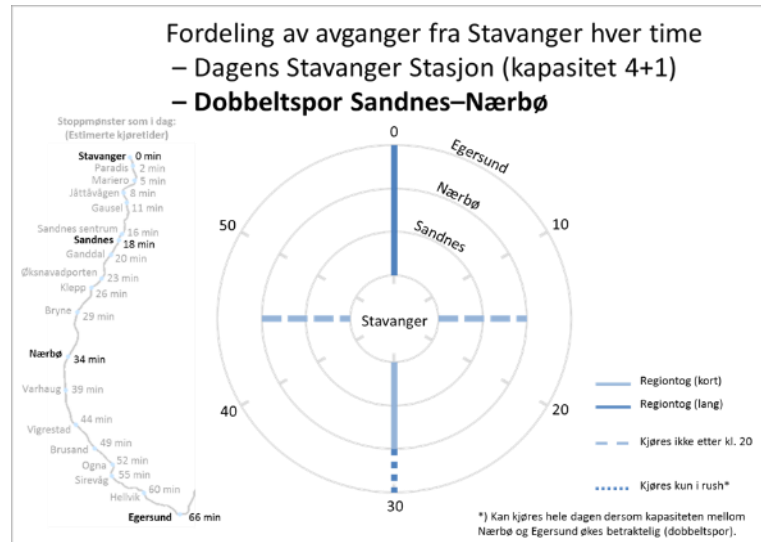 Fordeling av avganger fra Stavanger hver time
– Dagens Stavanger Stasjon (kapasitet 4+1)
– Dobbeltspor Sandnes–Nærbø
Stoppmønster som i dag:
(Estimerte kjøretider)
Stavanger 0 min
Paradis 2 min
Mariero 5 min
Jåttåvågen 8 min
Gausel 11 min
Sandnes sentrum 16 min
Sandnes 18 min
Ganddal 20 min
Øksnavadporten 23 min
Klepp 26 min
Bryne 29 min
Nærbø 34 min
Varhaug 39 min
Vigrestad 44 min
Brusand 49 min
Ogna 52 min
Sirevåg 55 min
Hellvik 60 min
Egersund 66 min
0
10
20
30
40
50
Egersund
Nærbø
Sandnes
Stavanger
Regiontog (kort)
Regiontog (lang)
Kjøres ikke etter kl. 20
Kjøres kun i rush*
*) Kan kjøres hele dagen dersom kapasiteten mellom
Nærbø og Egersund økes betraktelig (dobbeltspor).